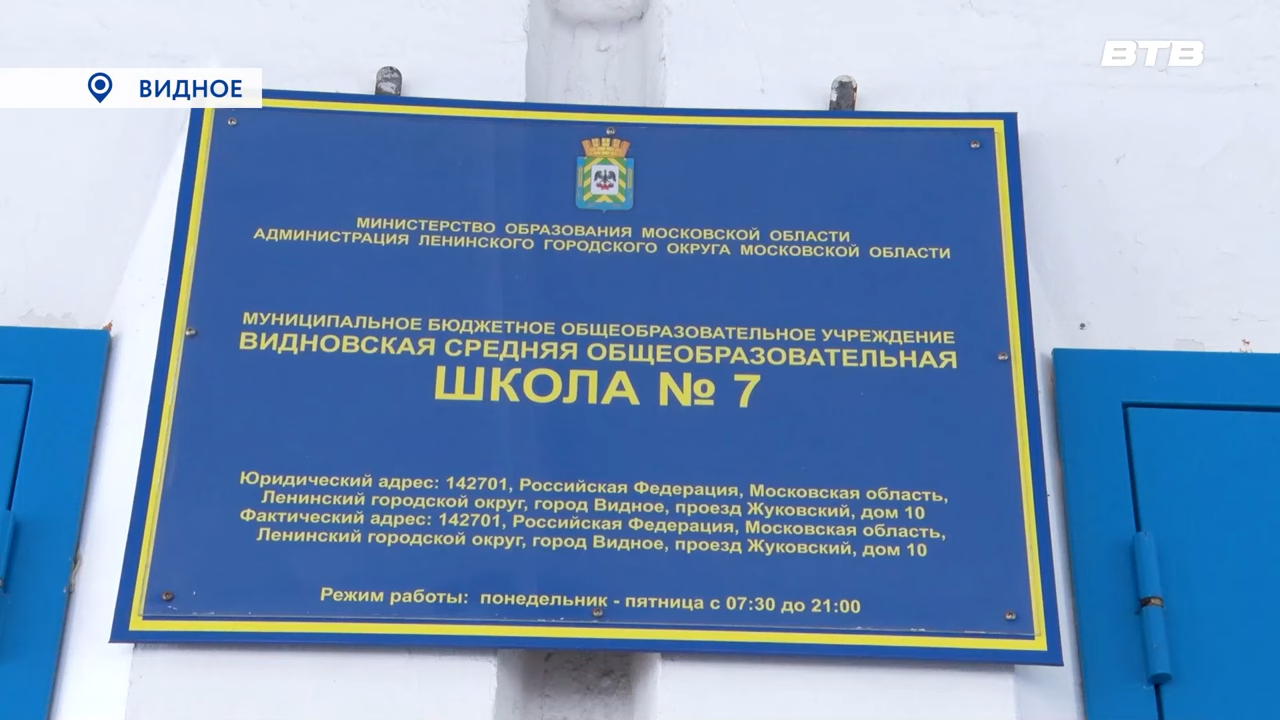 ВТВ
ВИДНОЕ
МИНИСТЕРСТВО ОБРАЗОВАНИЯ МОСКОВСКОЙ ОБЛАСТИ
АДМИНИСТРАЦИЯ ЛЕНИНСКОГО ГОРОДСКОГО ОКРУГА МОСКОВСКОЙ ОБЛАСТИ
МУНИЦИПАЛЬНОЕ БЮДЖЕТНОЕ ОБЩЕОБРАЗОВАТЕЛЬНОЕ УЧРЕЖДЕНИЕ
ВИДНОВСКАЯ СРЕДНЯЯ ОБЩЕОБРАЗОВАТЕЛЬНАЯ
ШКОЛА № 7
Юридический адрес: 142701, Российская Федерация, Московская область,
Ленинский городской округ, город Видное, проезд Жуковский, дом 10
Фактический адрес: 142701, Российская Федерация, Московская область,
Ленинский городской округ, город Видное, проезд Жуковский, дом 10
Режим работы: понедельник - пятница с 07:30 до 21:00